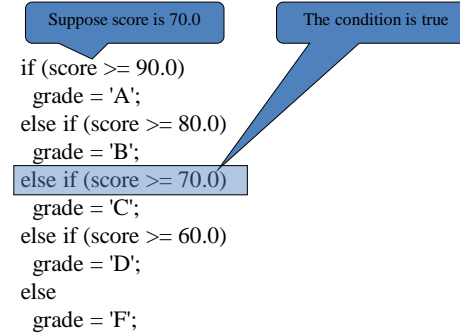 Suppose score is 70.0
The condition is true
if (score >= 90.0)
grade = 'A';
else if (score >= 80.0)
grade = 'B';
else if (score >= 70.0)
grade = 'C';
else if (score >= 60.0)
grade = 'D';
else
grade = 'F';